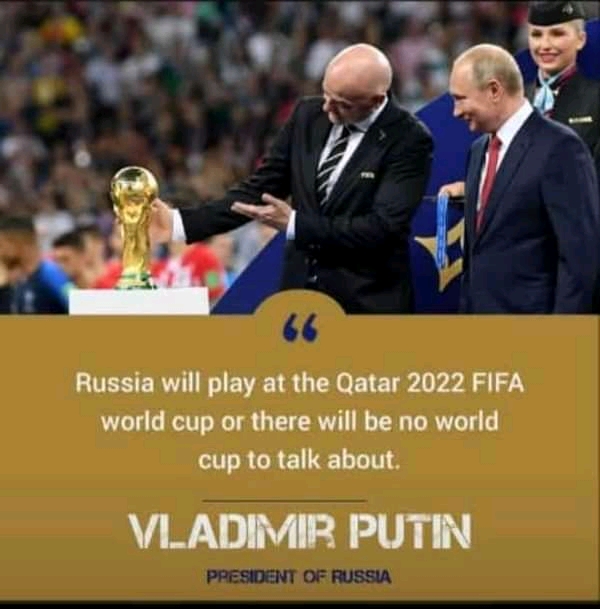 “
Russia will play at the Qatar 2022 FIFA
world cup or there will be no world
cup to talk about.
VLADIMIR PUTIN
PRESIDENT OF RUSSIA